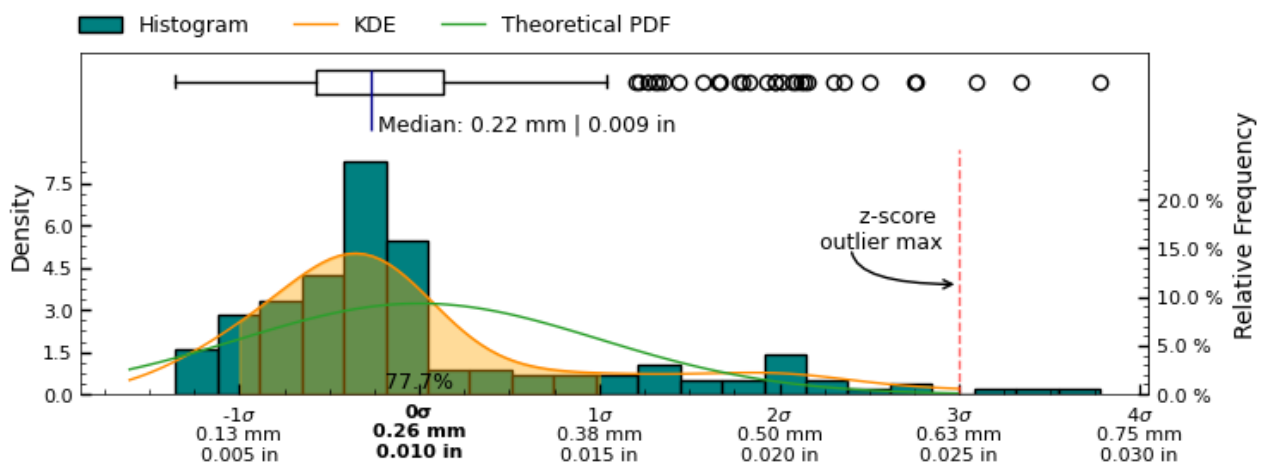 Histogram KDE Theoretical PDF
Median: 0.22 mm | 0.009 in
Density
7.5
6.0
4.5
3.0
1.5
0.0
z-score
outlier max
77.7%
20.0 %
15.0 %
10.0 %
5.0 %
0.0 %
Relative Frequency
-1σ 0σ 1σ 2σ 3σ 4σ
0.13 mm 0.26 mm 0.38 mm 0.50 mm 0.63 mm 0.75 mm
0.005 in 0.010 in 0.015 in 0.020 in 0.025 in 0.030 in